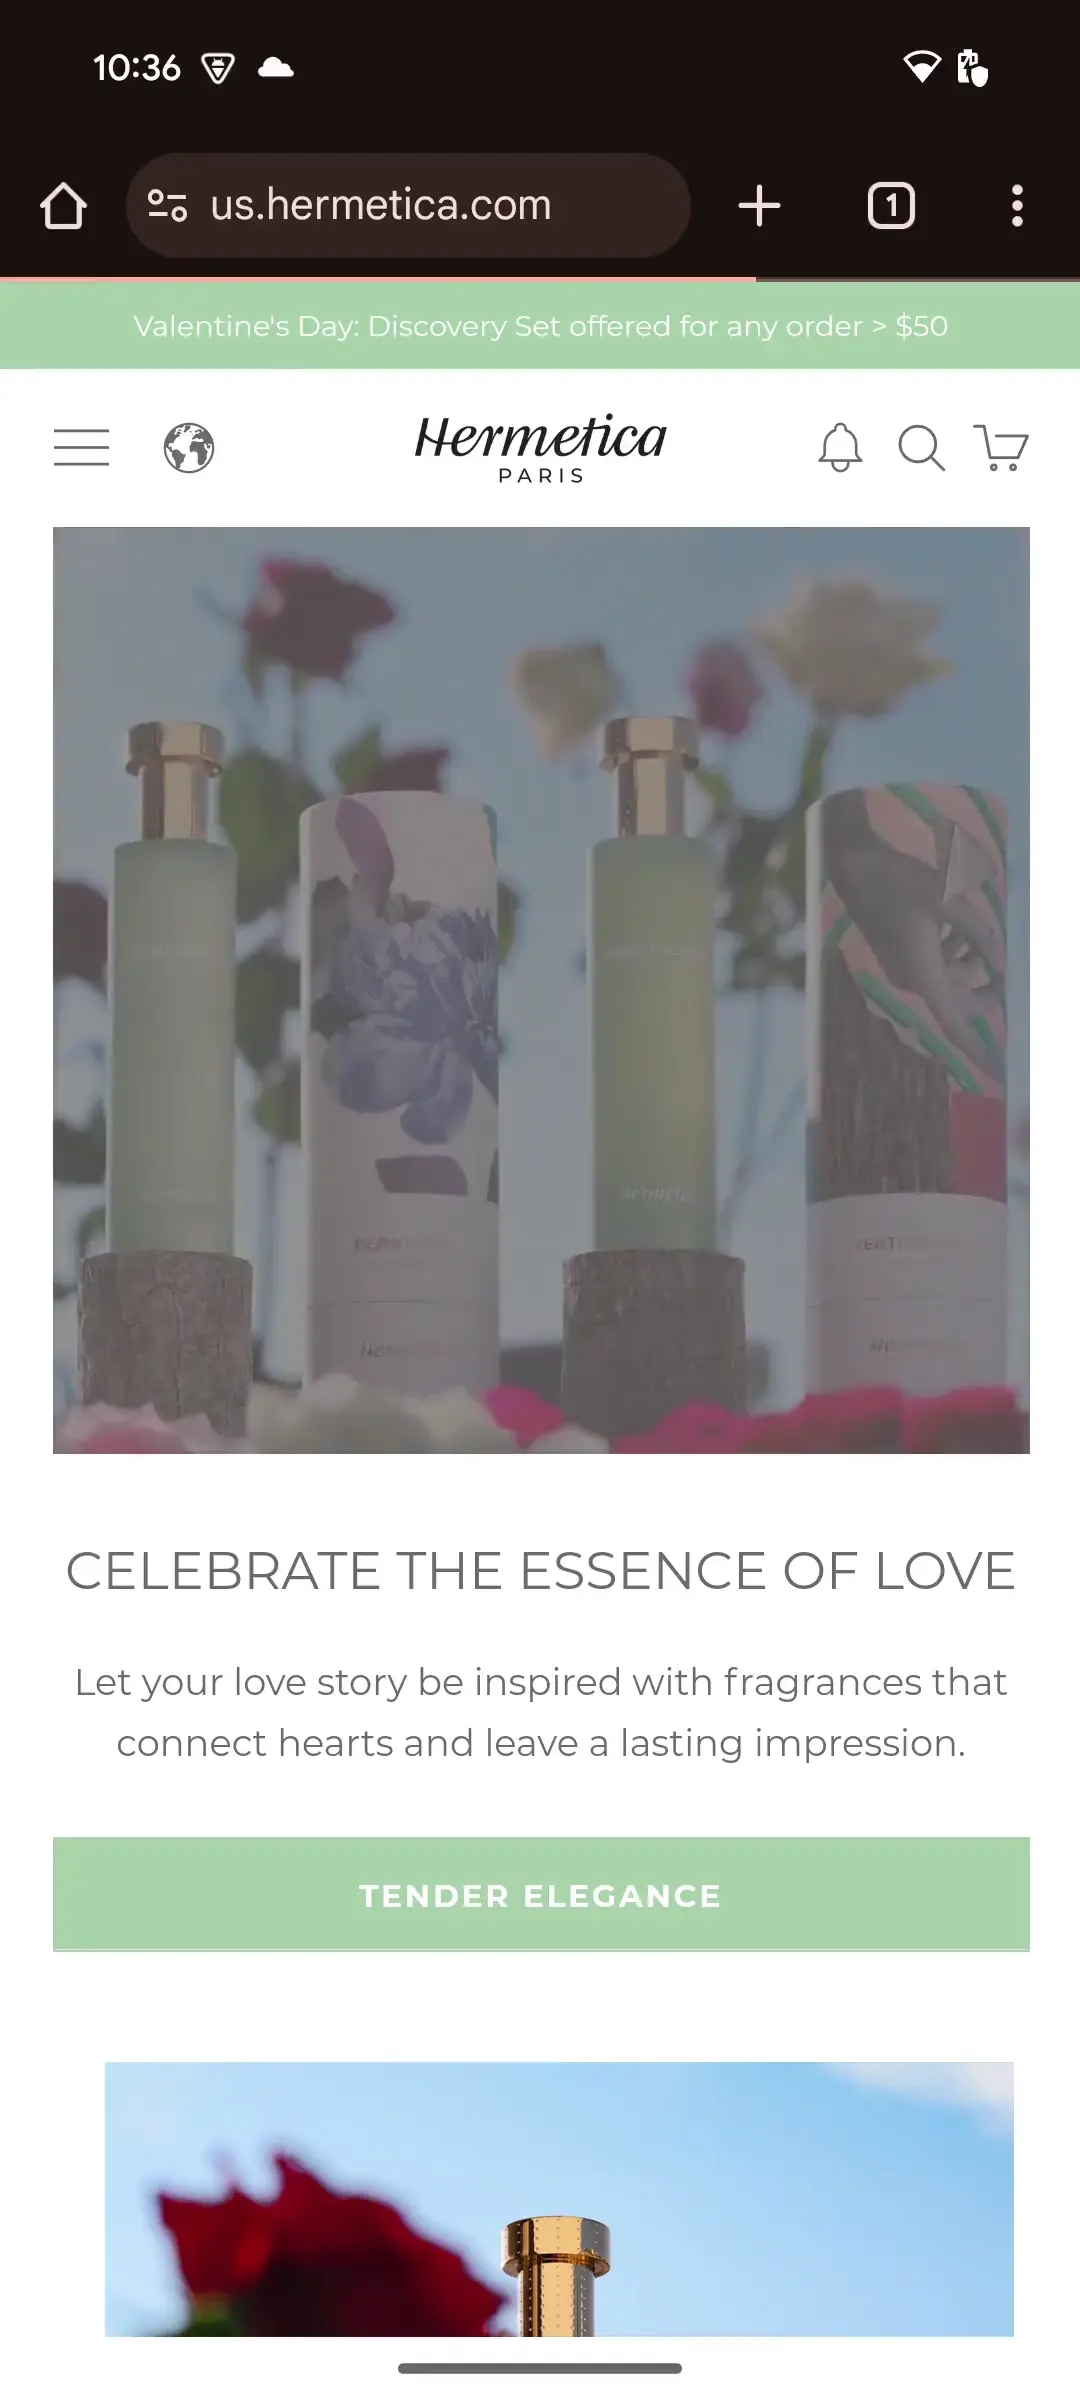 10:36
us.hermetica.com
1
Valentine's Day: Discovery Set offered for any order > $50
Hermetica
PARIS
CELEBRATE THE ESSENCE OF LOVE
Let your love story be inspired with fragrances that
connect hearts and leave a lasting impression.
TENDER ELEGANCE